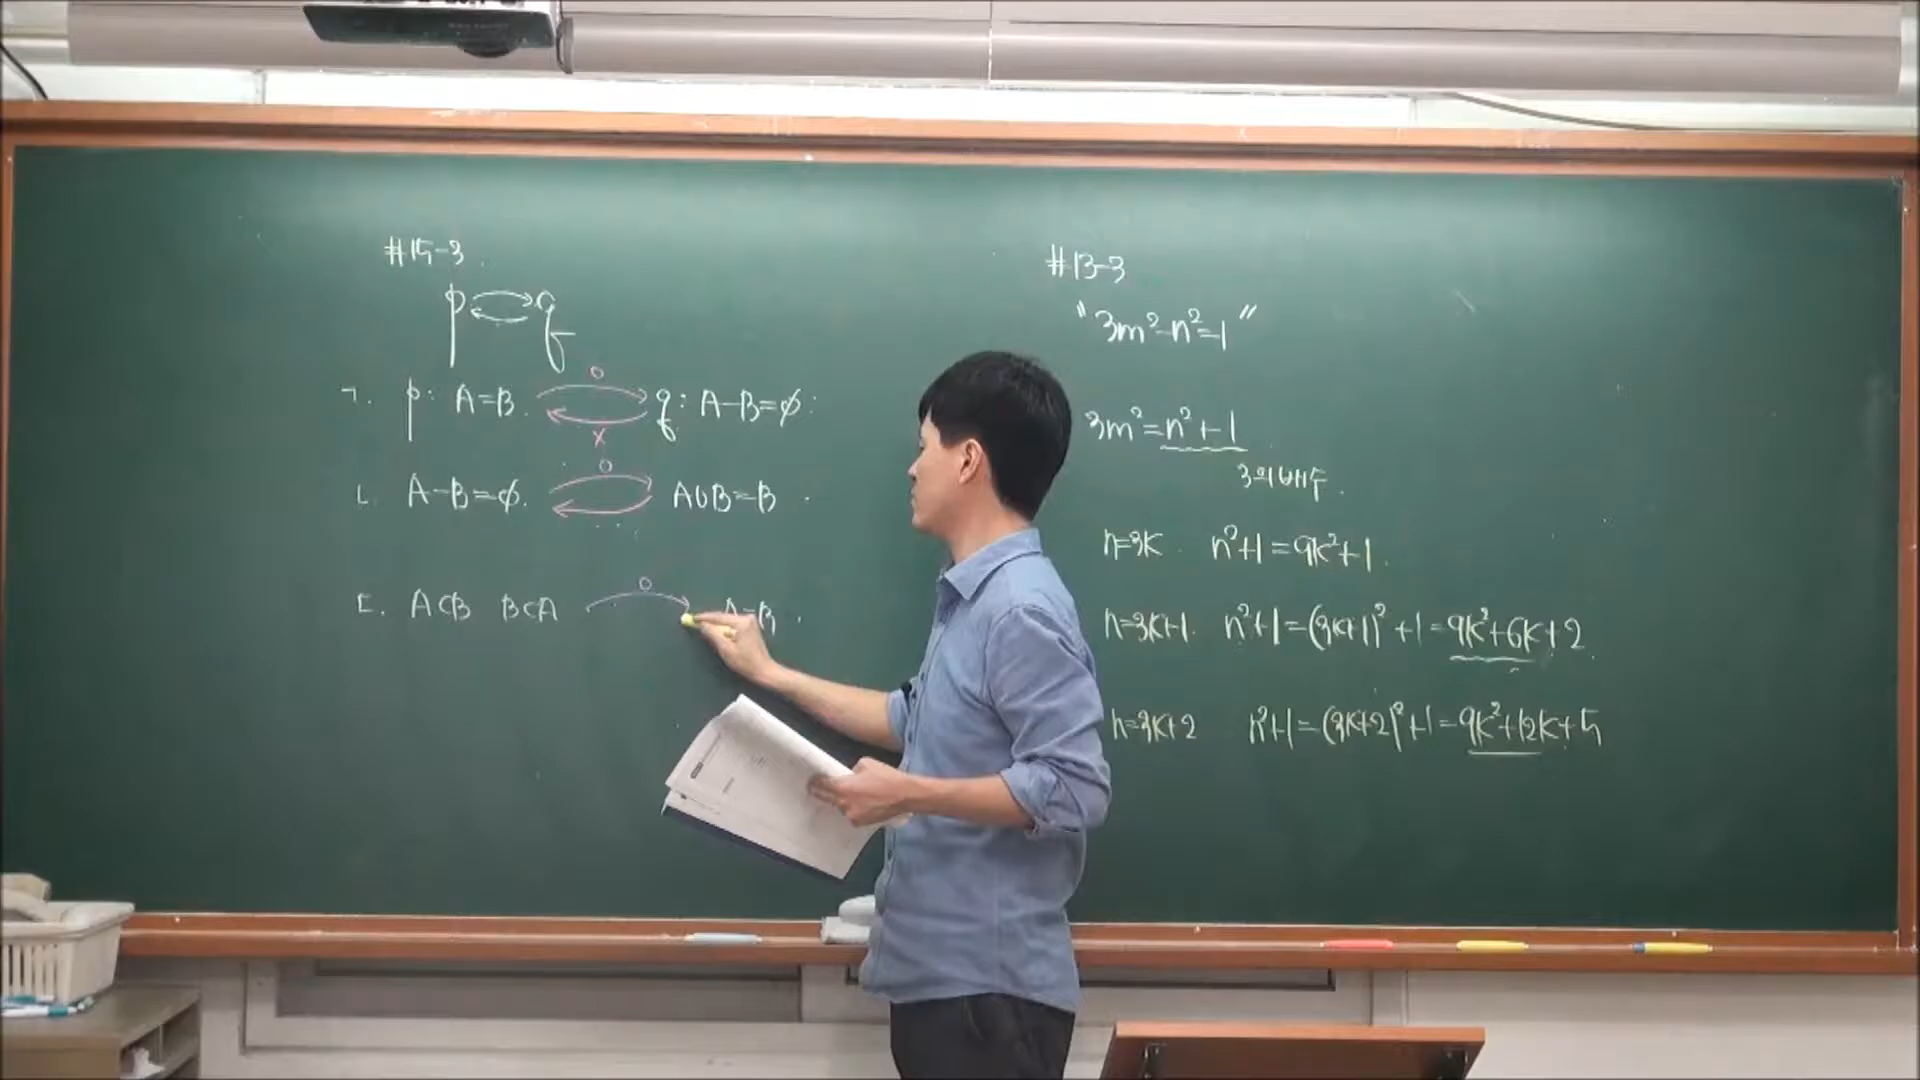 #15-3
p ⇄ q
ㄱ. p: A=B. O X q: A-B=∅.
ㄴ. A-B=∅. O A∪B=B.
ㄷ. A⊂B B⊂A O A=B.
#13-3
"3m²-n²=1"
3m²=n²+1
3의 배수.
n=3k. n²+1=9k²+1.
n=3k+1. n²+1=(3k+1)²+1=9k²+6k+2.
n=3k+2 n²+1=(3k+2)²+1=9k²+12k+5